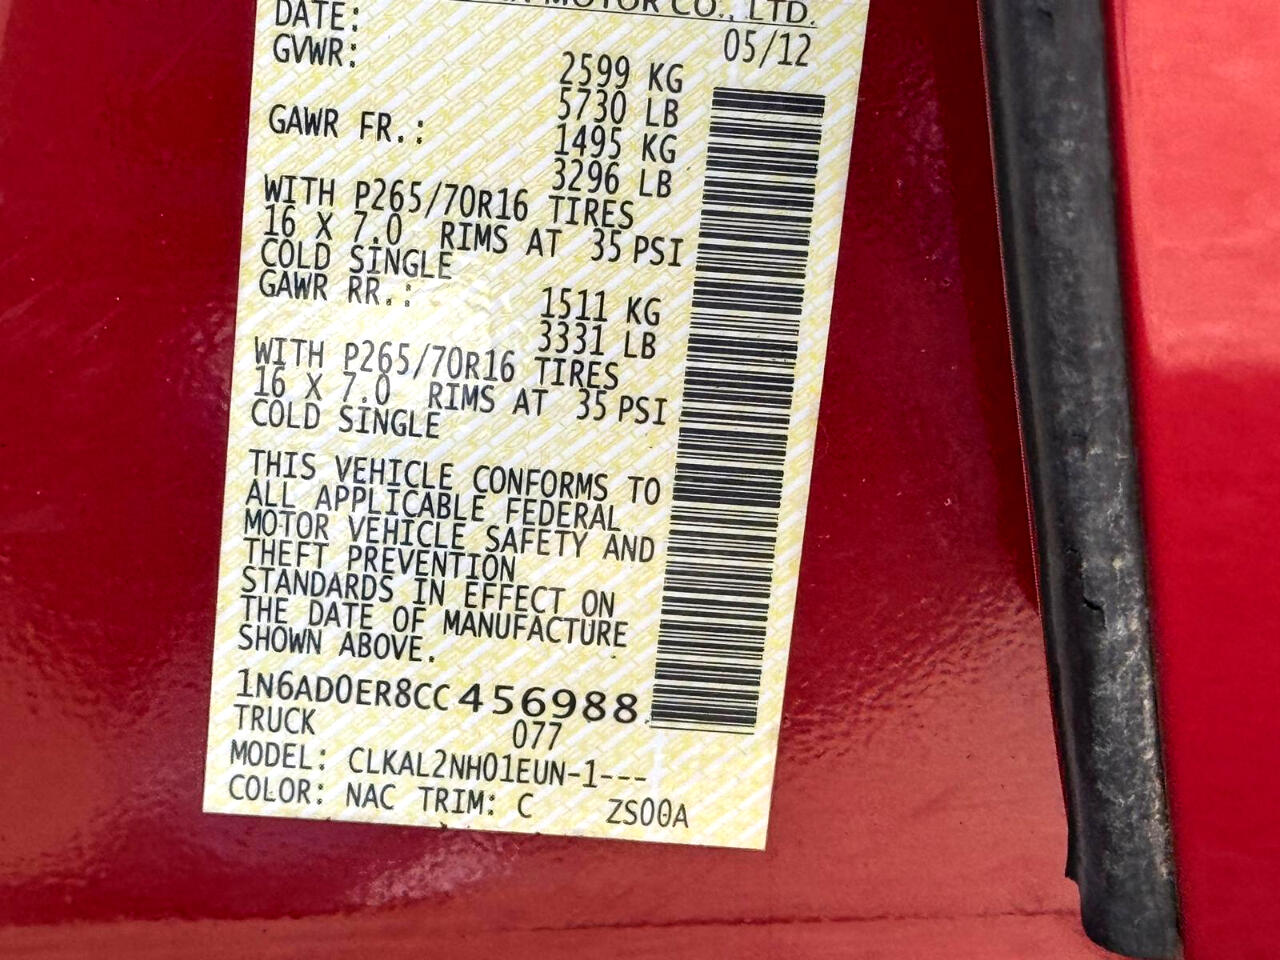 MOTOR CO., LTD.
DATE: 05/12
GVWR: 2599 KG
5730 LB
GAWR FR.: 1495 KG
3296 LB
WITH P265/70R16 TIRES
16 X 7.0 RIMS AT 35 PSI
COLD SINGLE
GAWR RR.: 1511 KG
3331 LB
WITH P265/70R16 TIRES
16 X 7.0 RIMS AT 35 PSI
COLD SINGLE
THIS VEHICLE CONFORMS TO
ALL APPLICABLE FEDERAL
MOTOR VEHICLE SAFETY AND
THEFT PREVENTION
STANDARDS IN EFFECT ON
THE DATE OF MANUFACTURE
SHOWN ABOVE.
1N6AD0ER8CC456988
TRUCK 077
MODEL: CLKAL2NH01EUN-1---
COLOR: NAC TRIM: C ZS00A